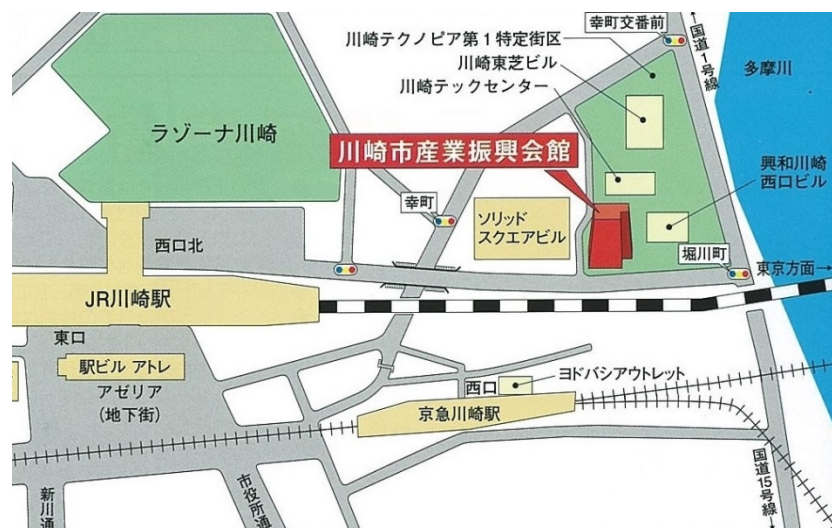 幸町交番前
←国道1号線
川崎テクノピア第1特定街区
川崎東芝ビル
多摩川
川崎テックセンター
ラゾーナ川崎
川崎市産業振興会館
興和川崎
西口ビル
幸町
ソリッド
スクエアビル
西口北
堀川町
東京方面→
JR川崎駅
東口
駅ビル アトレ
アゼリア
(地下街)
西口
ヨドバシアウトレット
京急川崎駅
国道15号線→
市役所通
新川通